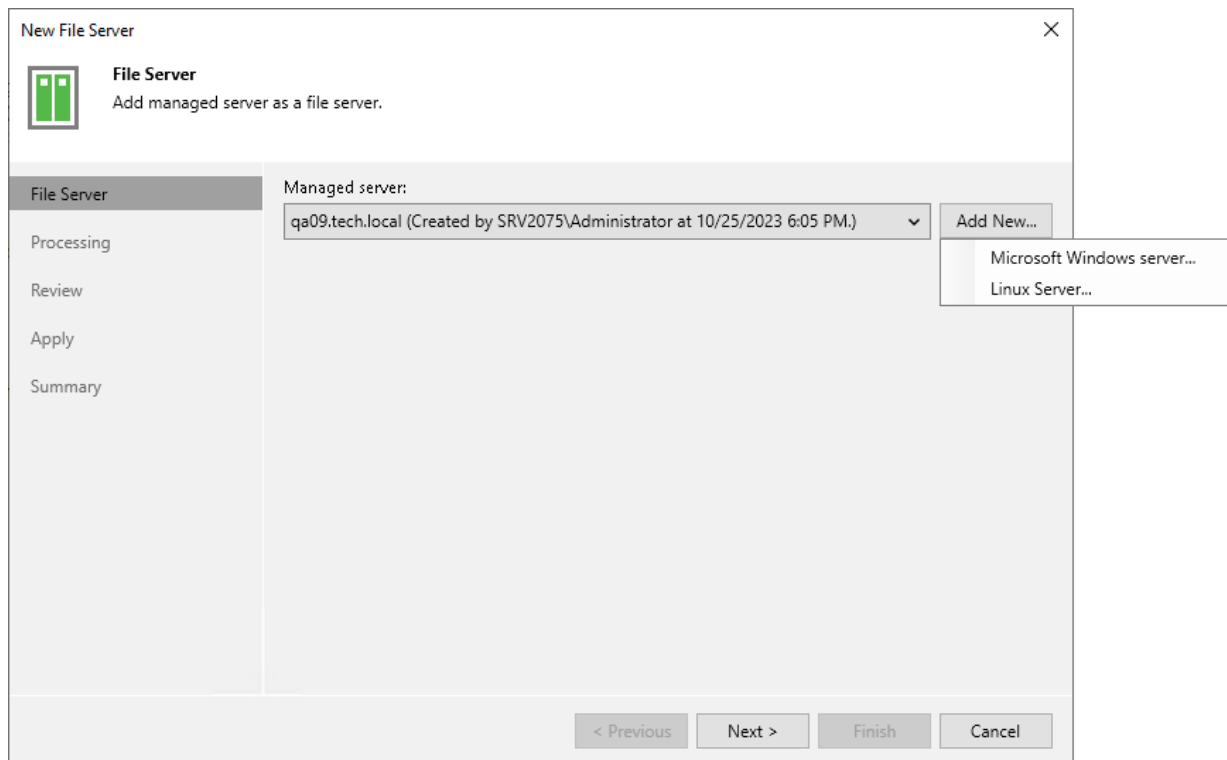 New File Server
File Server
Add managed server as a file server.
File Server
Processing
Review
Apply
Summary
Managed server:
qa09.tech.local (Created by SRV2075\Administrator at 10/25/2023 6:05 PM.)
Add New...
Microsoft Windows server...
Linux Server...
< Previous
Next >
Finish
Cancel